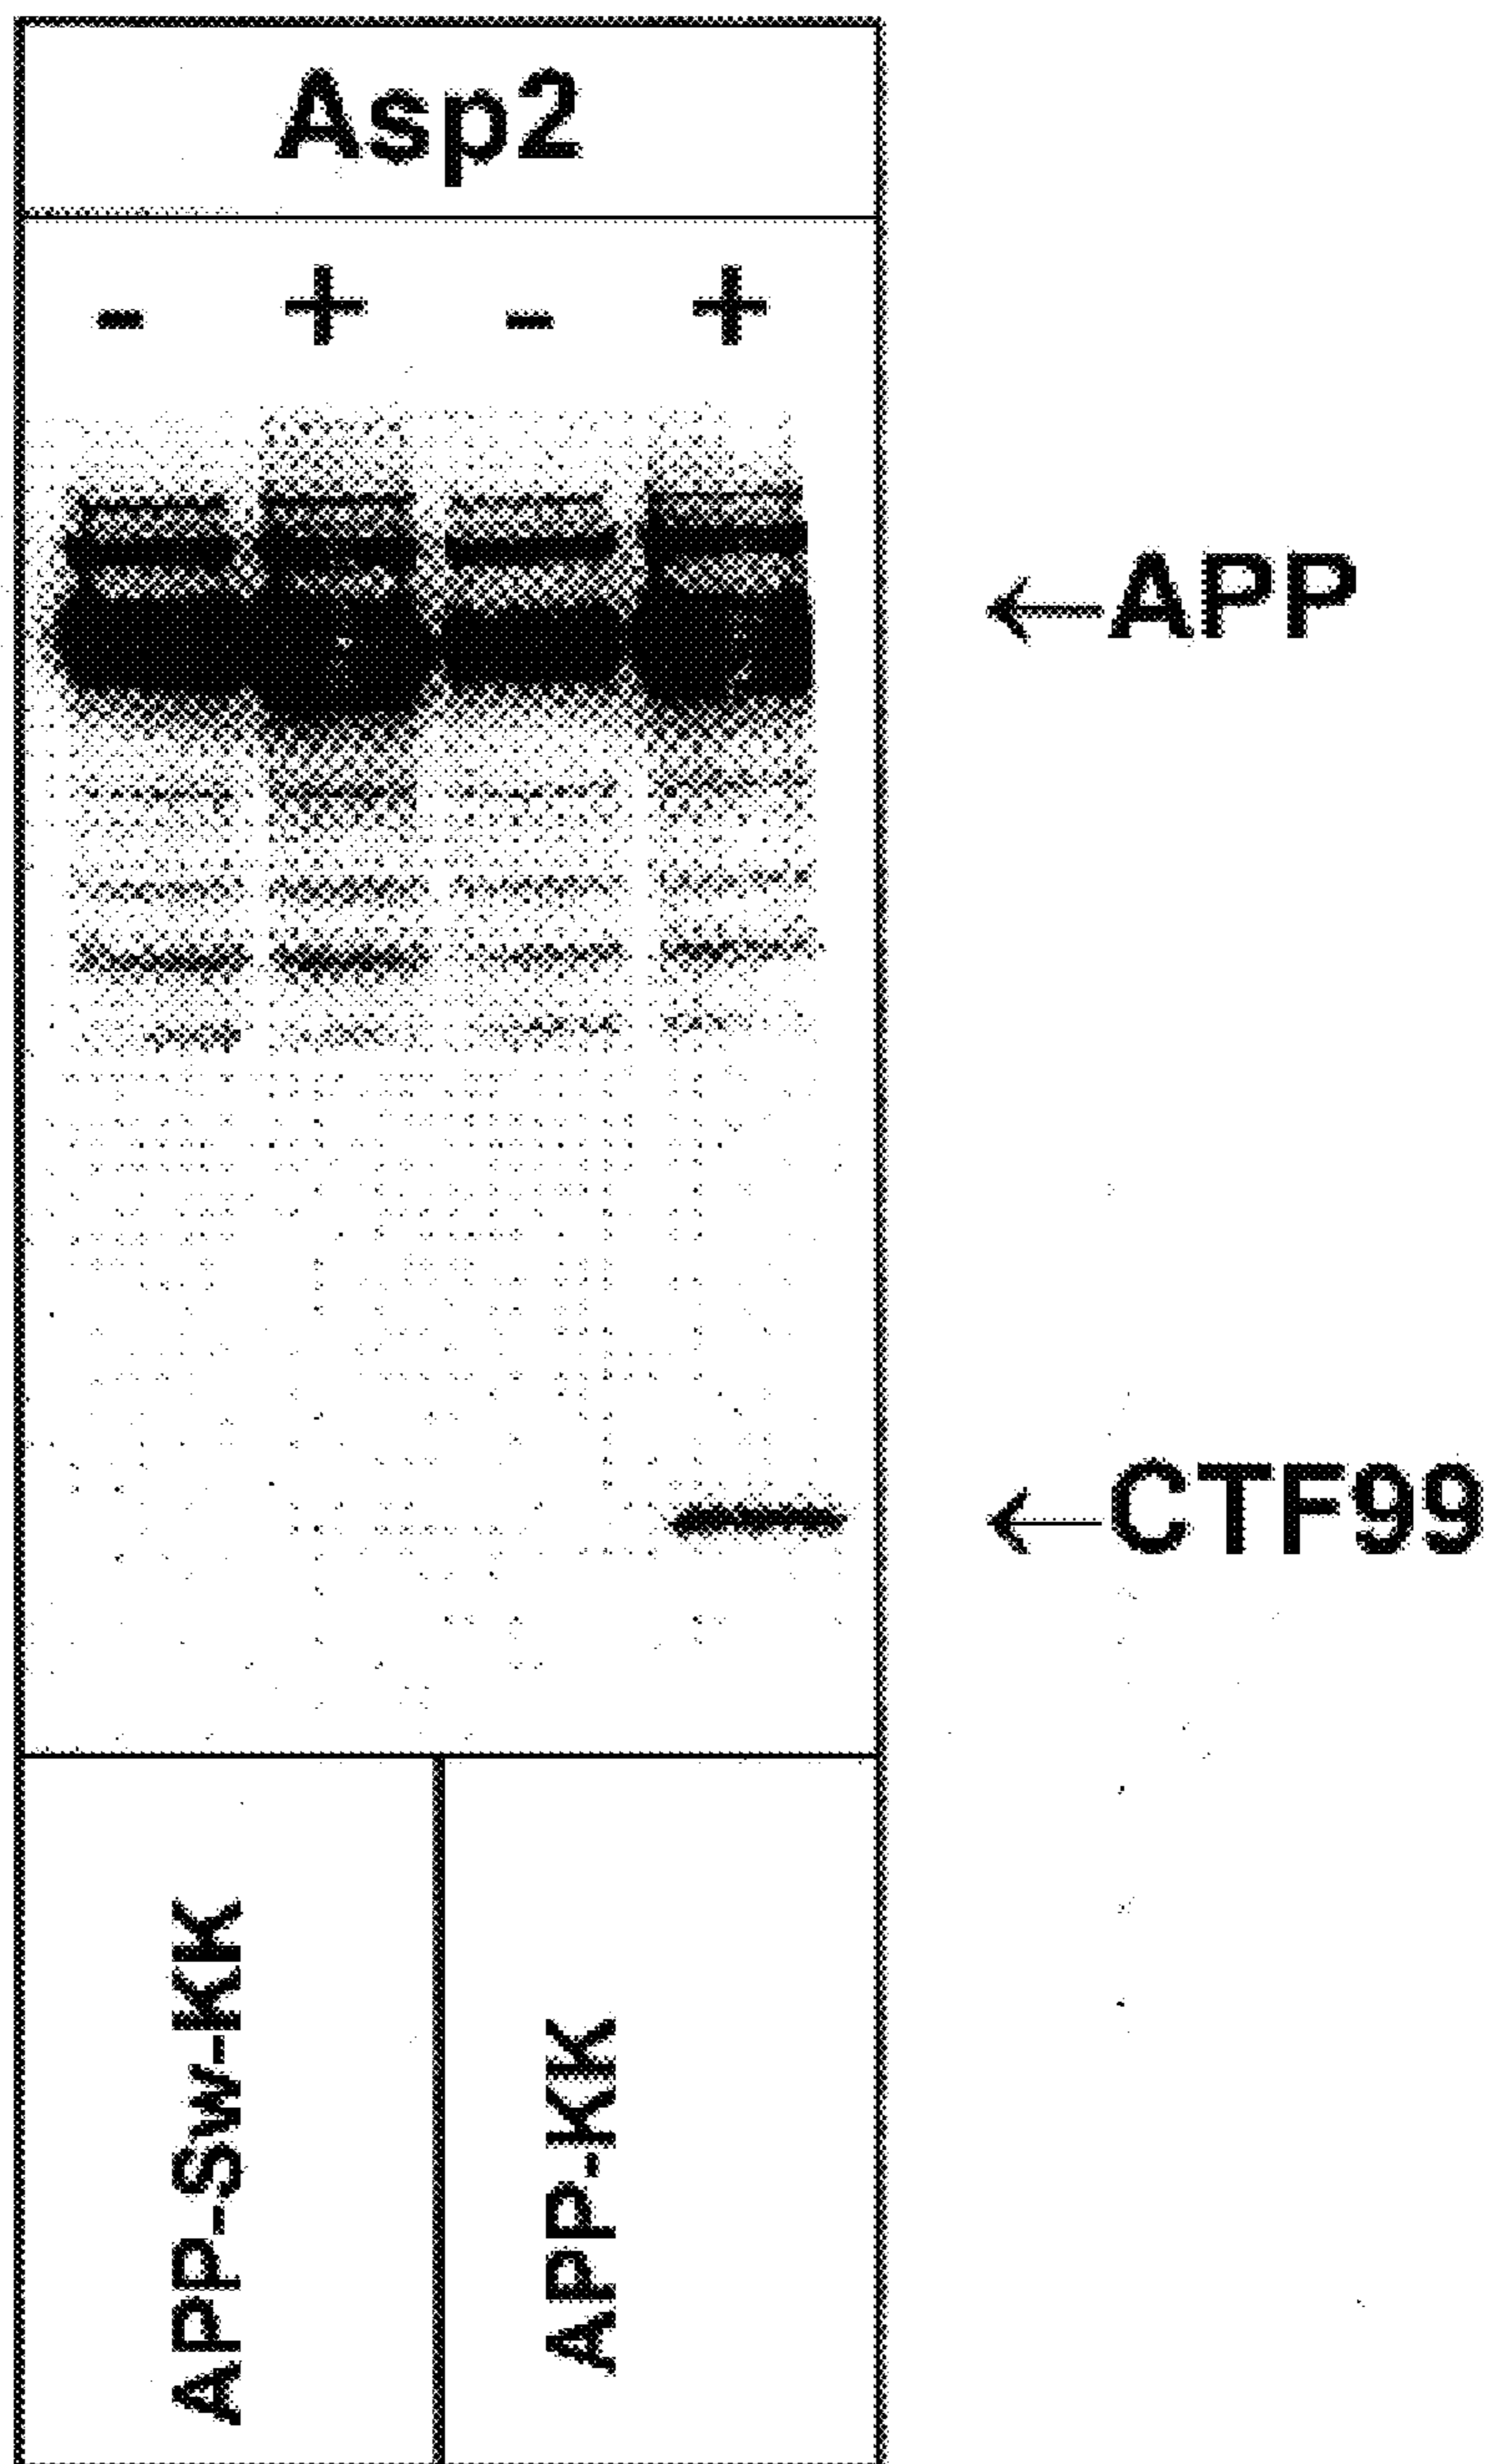 Asp2
- + - +
←APP
←CTF99
APP-Sw-KK
APP-KK